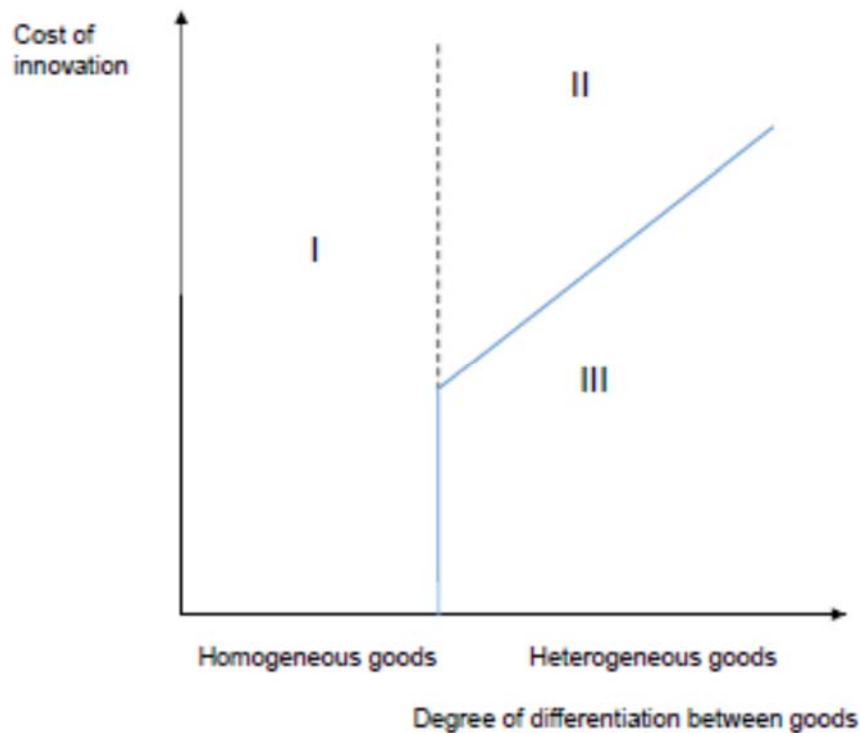 Cost of
innovation
II
I
III
Homogeneous goods
Heterogeneous goods
Degree of differentiation between goods